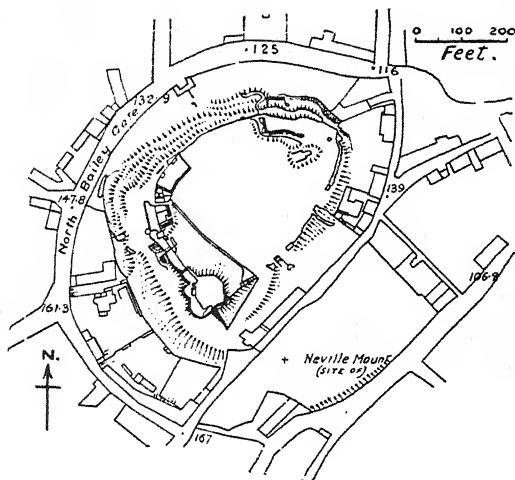 0 100 200
Feet.
125
116
132.9
North Bailey Gate
139
147.8
106.8
161.3
N.
Neville Mount
(SITE OF)
167